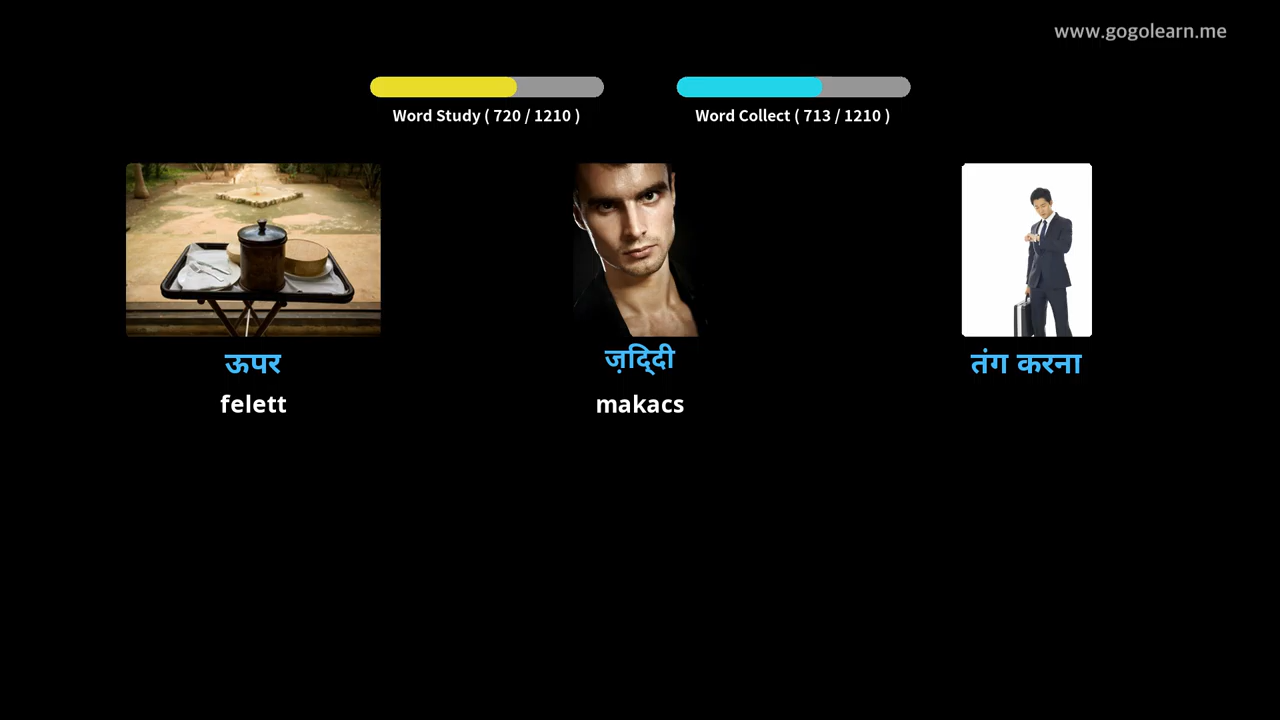 www.gogolearn.me
Word Study ( 720 / 1210 )
Word Collect ( 713 / 1210 )
ऊपर
ज़िद्दी
तंग करना
felett
makacs